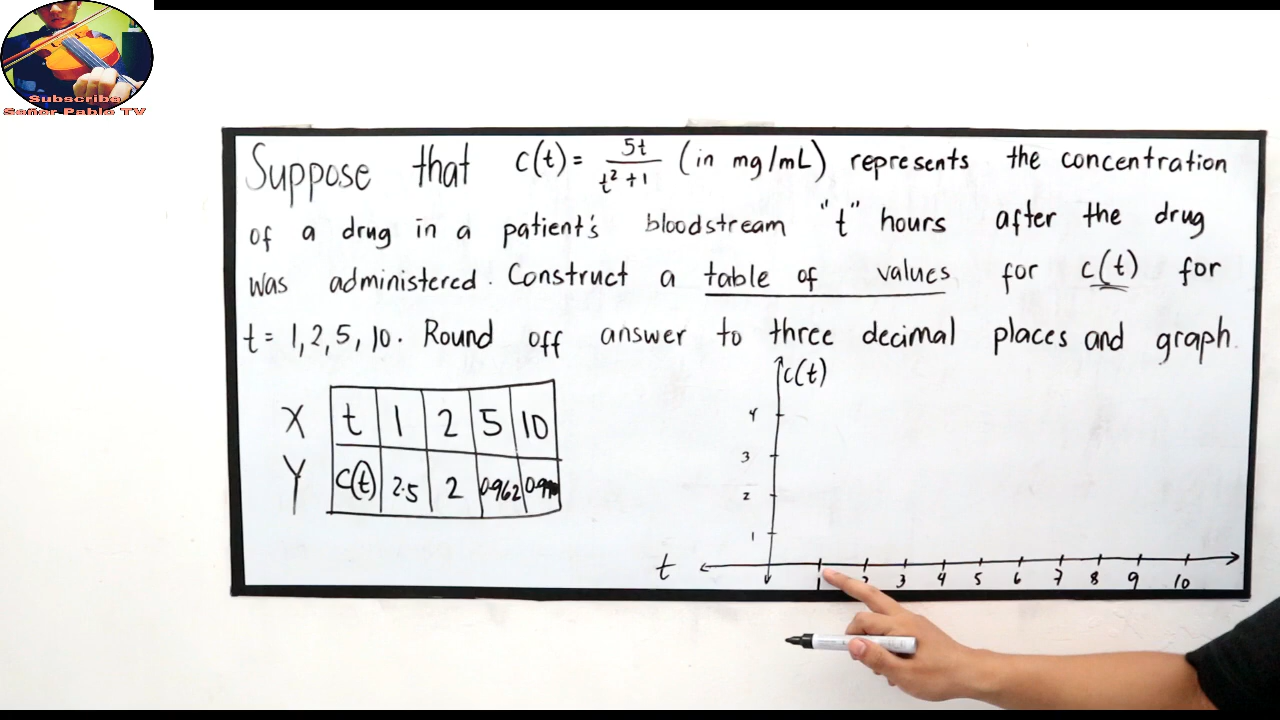 Subscribe
Señor Pablo TV
Suppose that c(t) = 5t / t² + 1 (in mg/mL) represents the concentration
of a drug in a patient's bloodstream "t" hours after the drug
was administered. Construct a table of values for c(t) for
t = 1, 2, 5, 10. Round off answer to three decimal places and graph.
X t 1 2 5 10
Y c(t) 2.5 2 0.962
c(t)
4
3
2
1
t
1 2 3 4 5 6 7 8 9 10